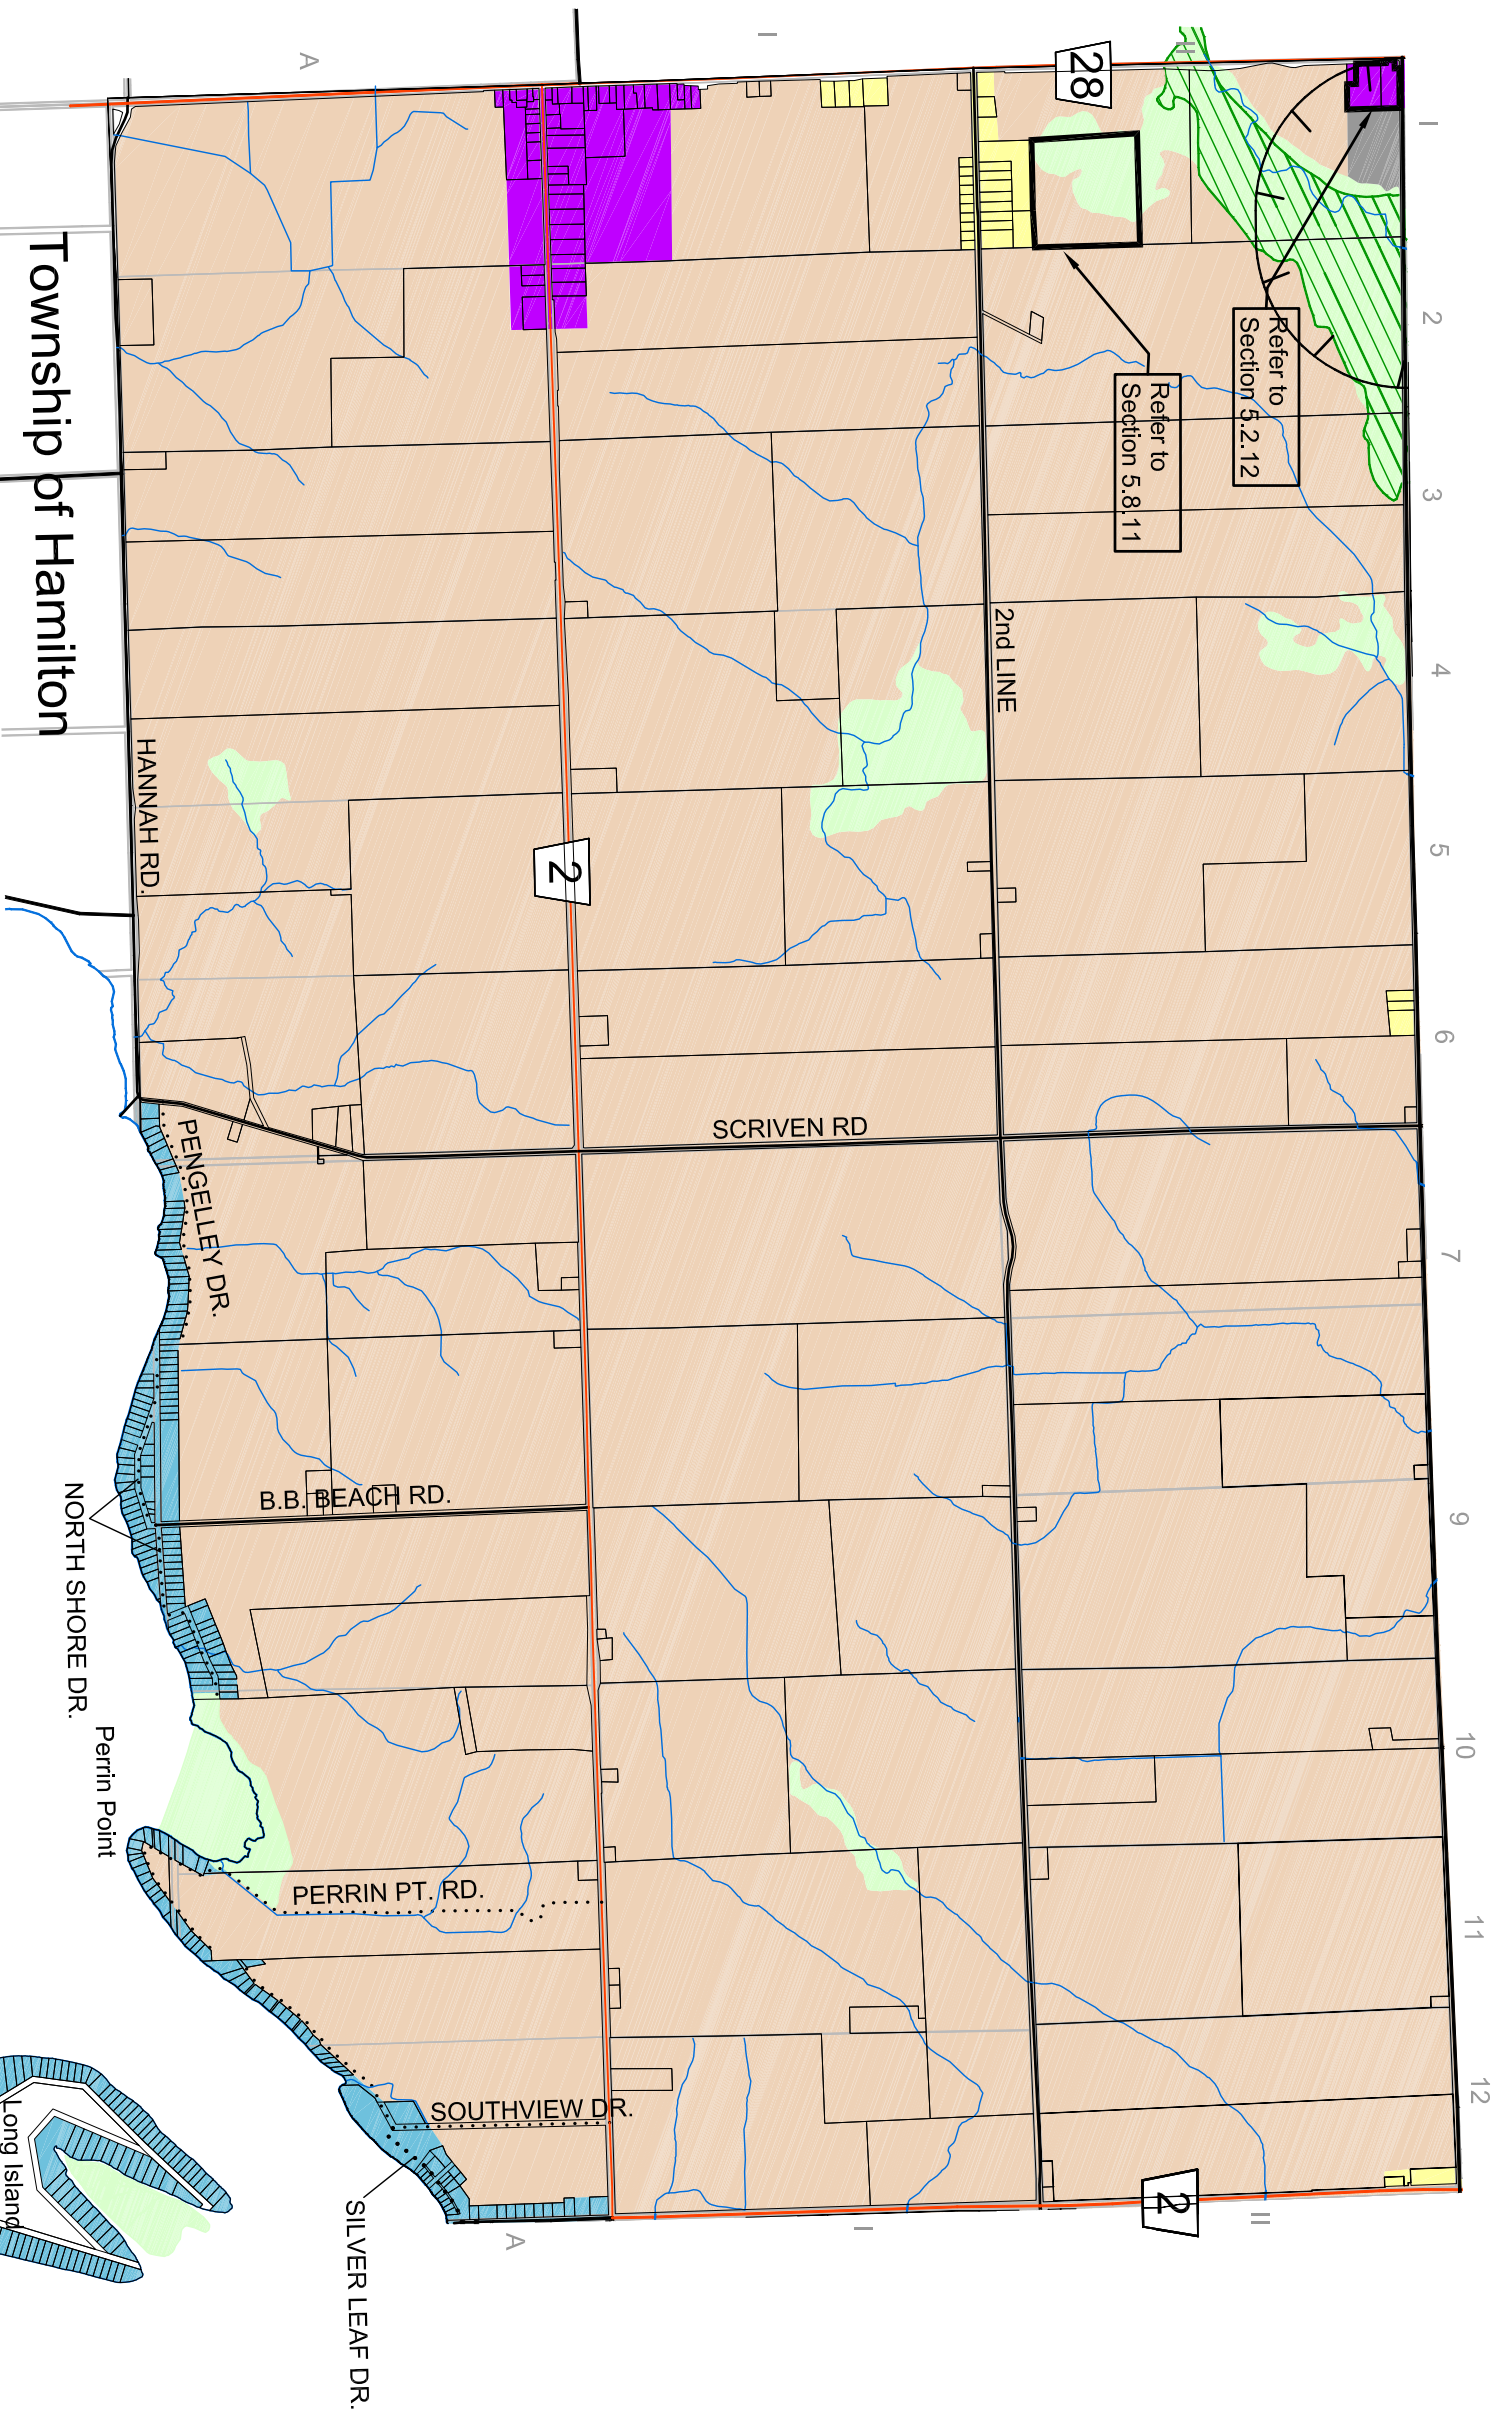 A
I
II
28
I
2
3
4
5
6
7
9
10
11
12
Refer to
Section 5.2.12
Refer to
Section 5.8.11
2nd LINE
Township of Hamilton
HANNAH RD.
2
SCRIVEN RD
PENGELLEY DR.
B.B. BEACH RD.
NORTH SHORE DR.
Perrin Point
PERRIN PT. RD.
SOUTHVIEW DR.
SILVER LEAF DR.
Long Island
2
A
I
II